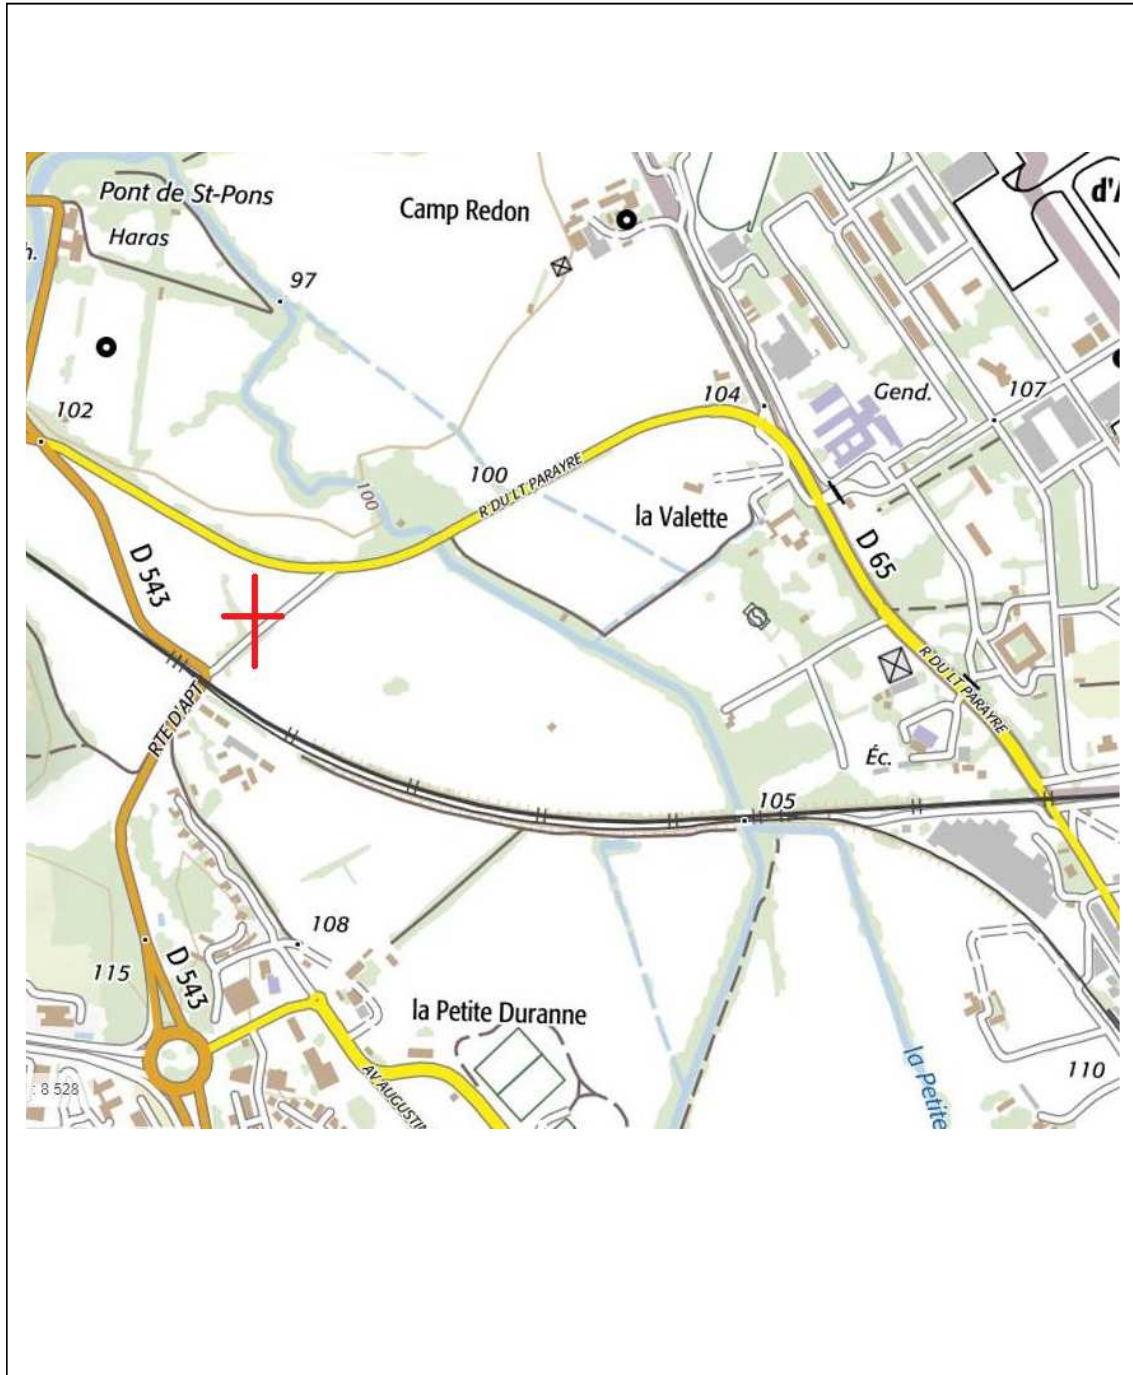 Pont de St-Pons
d'A
Camp Redon
Haras
h.
97
104
107
Gend.
102
100
100
R DU LT PARAYRE
la Valette
D 65
D 543
R DU LT PARAYRE
RTE D'APT
Éc.
105
108
D 543
115
la Petite Duranne
la Petite
110
: 8 528
AV AUGUSTIN